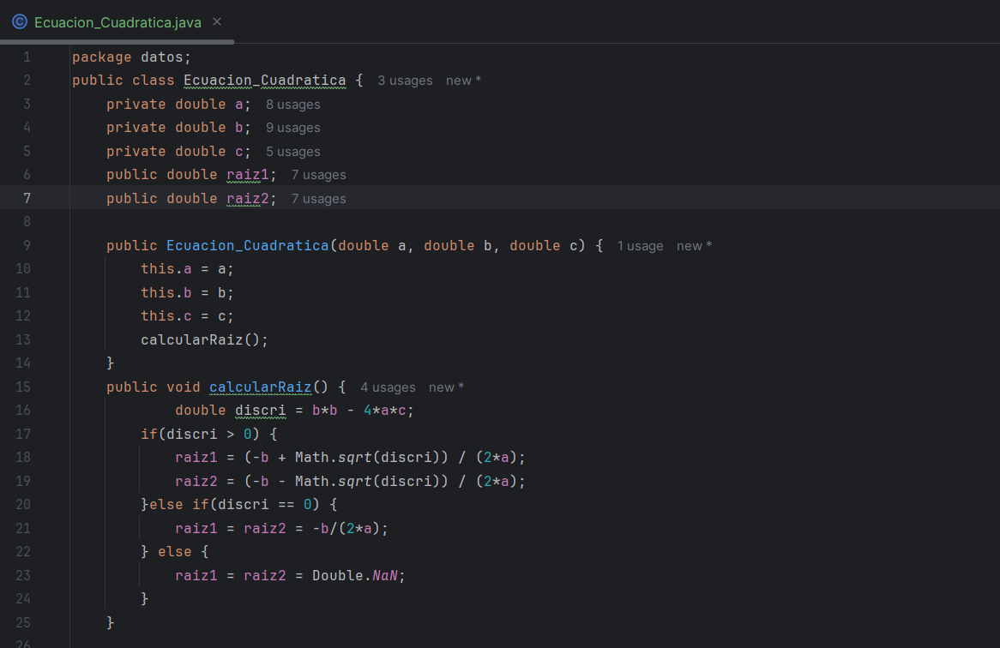 Ecuacion_Cuadratica.java
1 package datos;
2 public class Ecuacion_Cuadratica { 3 usages new *
3 private double a; 8 usages
4 private double b; 9 usages
5 private double c; 5 usages
6 public double raiz1; 7 usages
7 public double raiz2; 7 usages
8
9 public Ecuacion_Cuadratica(double a, double b, double c) { 1 usage new *
10 this.a = a;
11 this.b = b;
12 this.c = c;
13 calcularRaiz();
14 }
15 public void calcularRaiz() { 4 usages new *
16 double discri = b*b - 4*a*c;
17 if(discri > 0) {
18 raiz1 = (-b + Math.sqrt(discri)) / (2*a);
19 raiz2 = (-b - Math.sqrt(discri)) / (2*a);
20 }else if(discri == 0) {
21 raiz1 = raiz2 = -b/(2*a);
22 } else {
23 raiz1 = raiz2 = Double.NaN;
24 }
25 }
26